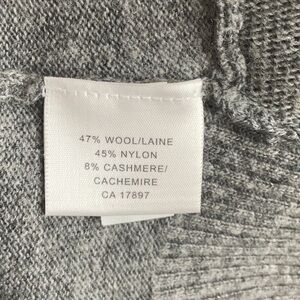 47% WOOL/LAINE
45% NYLON
8% CASHMERE/
CACHEMIRE
CA 17897